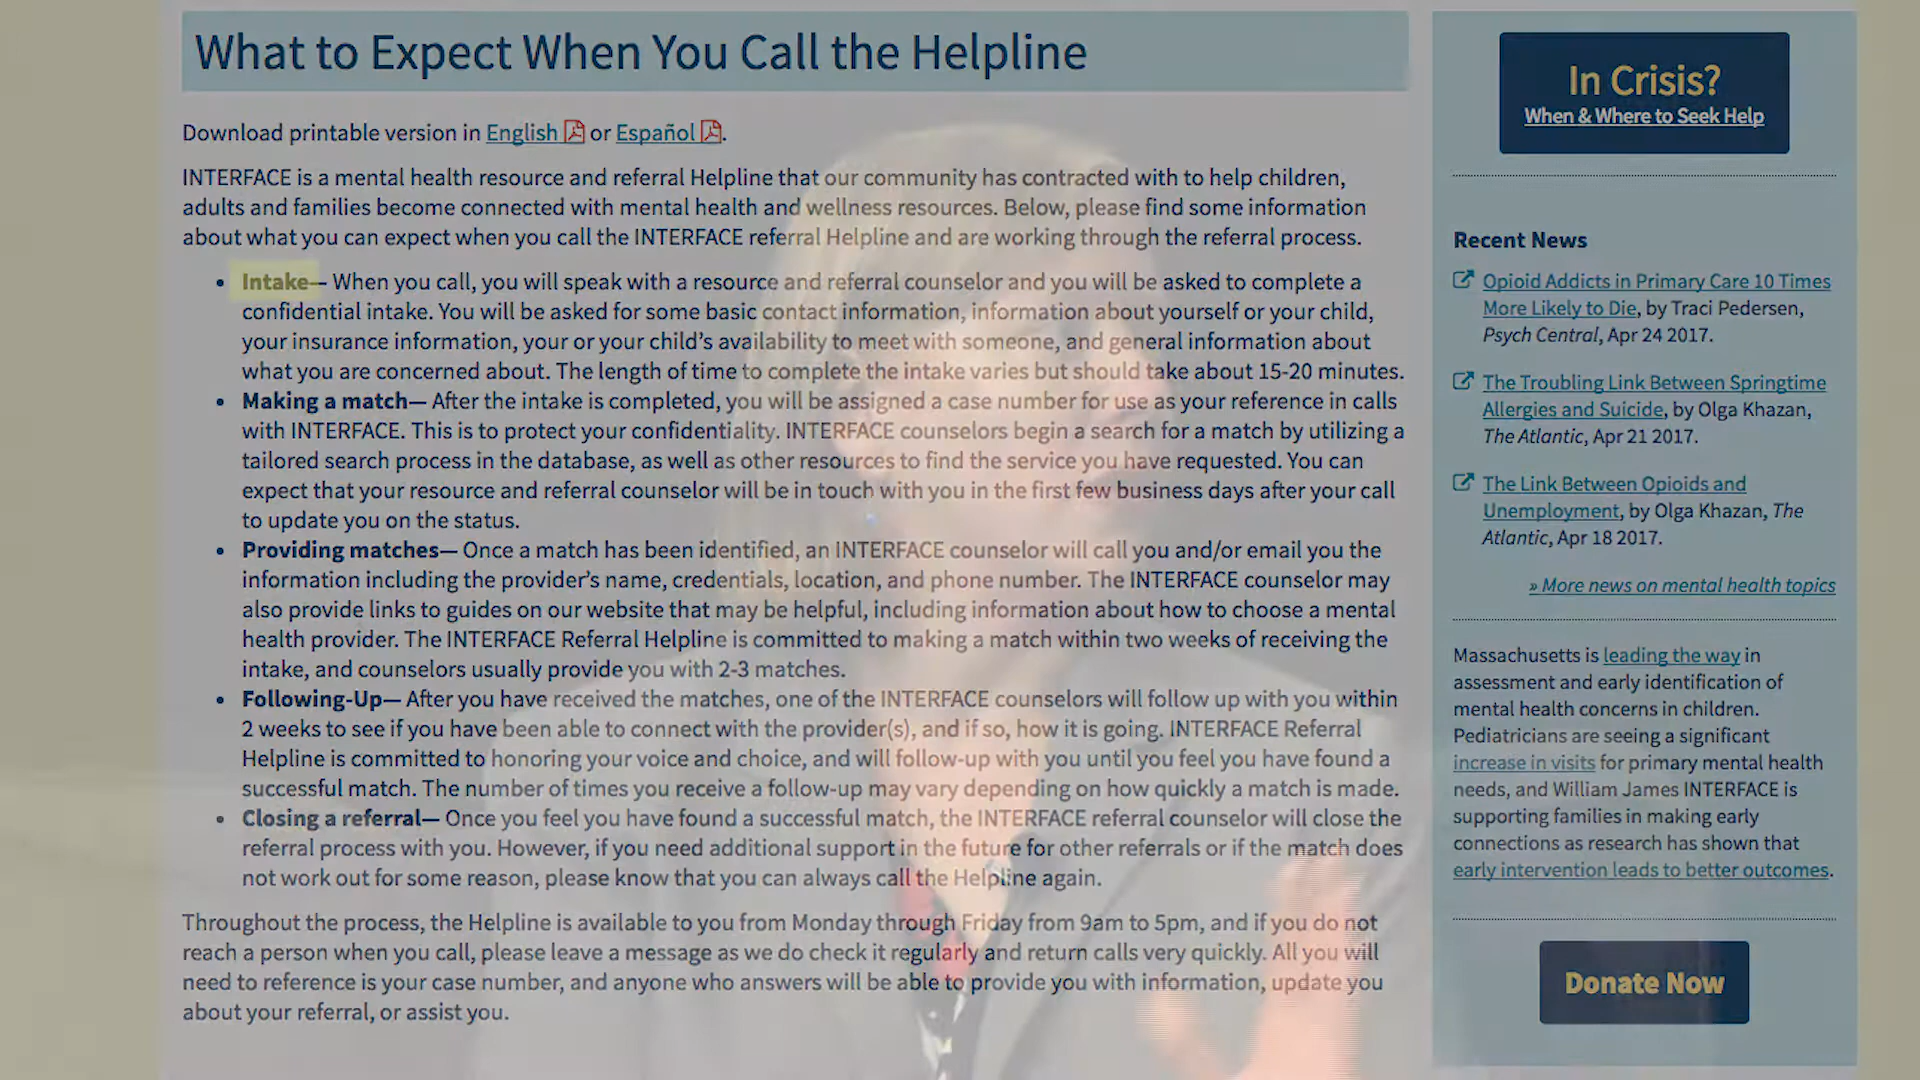 What to Expect When You Call the Helpline
Download printable version in English or Español.
INTERFACE is a mental health resource and referral Helpline that our community has contracted with to help children,
adults and families become connected with mental health and wellness resources. Below, please find some information
about what you can expect when you call the INTERFACE referral Helpline and are working through the referral process.
• Intake— When you call, you will speak with a resource and referral counselor and you will be asked to complete a
confidential intake. You will be asked for some basic contact information, information about yourself or your child,
your insurance information, your or your child's availability to meet with someone, and general information about
what you are concerned about. The length of time to complete the intake varies but should take about 15-20 minutes.
• Making a match— After the intake is completed, you will be assigned a case number for use as your reference in calls
with INTERFACE. This is to protect your confidentiality. INTERFACE counselors begin a search for a match by utilizing a
tailored search process in the database, as well as other resources to find the service you have requested. You can
expect that your resource and referral counselor will be in touch with you in the first few business days after your call
to update you on the status.
• Providing matches— Once a match has been identified, an INTERFACE counselor will call you and/or email you the
information including the provider's name, credentials, location, and phone number. The INTERFACE counselor may
also provide links to guides on our website that may be helpful, including information about how to choose a mental
health provider. The INTERFACE Referral Helpline is committed to making a match within two weeks of receiving the
intake, and counselors usually provide you with 2-3 matches.
• Following-Up— After you have received the matches, one of the INTERFACE counselors will follow up with you within
2 weeks to see if you have been able to connect with the provider(s), and if so, how it is going. INTERFACE Referral
Helpline is committed to honoring your voice and choice, and will follow-up with you until you feel you have found a
successful match. The number of times you receive a follow-up may vary depending on how quickly a match is made.
• Closing a referral— Once you feel you have found a successful match, the INTERFACE referral counselor will close the
referral process with you. However, if you need additional support in the future for other referrals or if the match does
not work out for some reason, please know that you can always call the Helpline again.
Throughout the process, the Helpline is available to you from Monday through Friday from 9am to 5pm, and if you do not
reach a person when you call, please leave a message as we do check it regularly and return calls very quickly. All you will
need to reference is your case number, and anyone who answers will be able to provide you with information, update you
about your referral, or assist you.
In Crisis?
When & Where to Seek Help
Recent News
Opioid Addicts in Primary Care 10 Times
More Likely to Die, by Traci Pedersen,
Psych Central, Apr 24 2017.
The Troubling Link Between Springtime
Allergies and Suicide, by Olga Khazan,
The Atlantic, Apr 21 2017.
The Link Between Opioids and
Unemployment, by Olga Khazan, The
Atlantic, Apr 18 2017.
» More news on mental health topics
Massachusetts is leading the way in
assessment and early identification of
mental health concerns in children.
Pediatricians are seeing a significant
increase in visits for primary mental health
needs, and William James INTERFACE is
supporting families in making early
connections as research has shown that
early intervention leads to better outcomes.
Donate Now